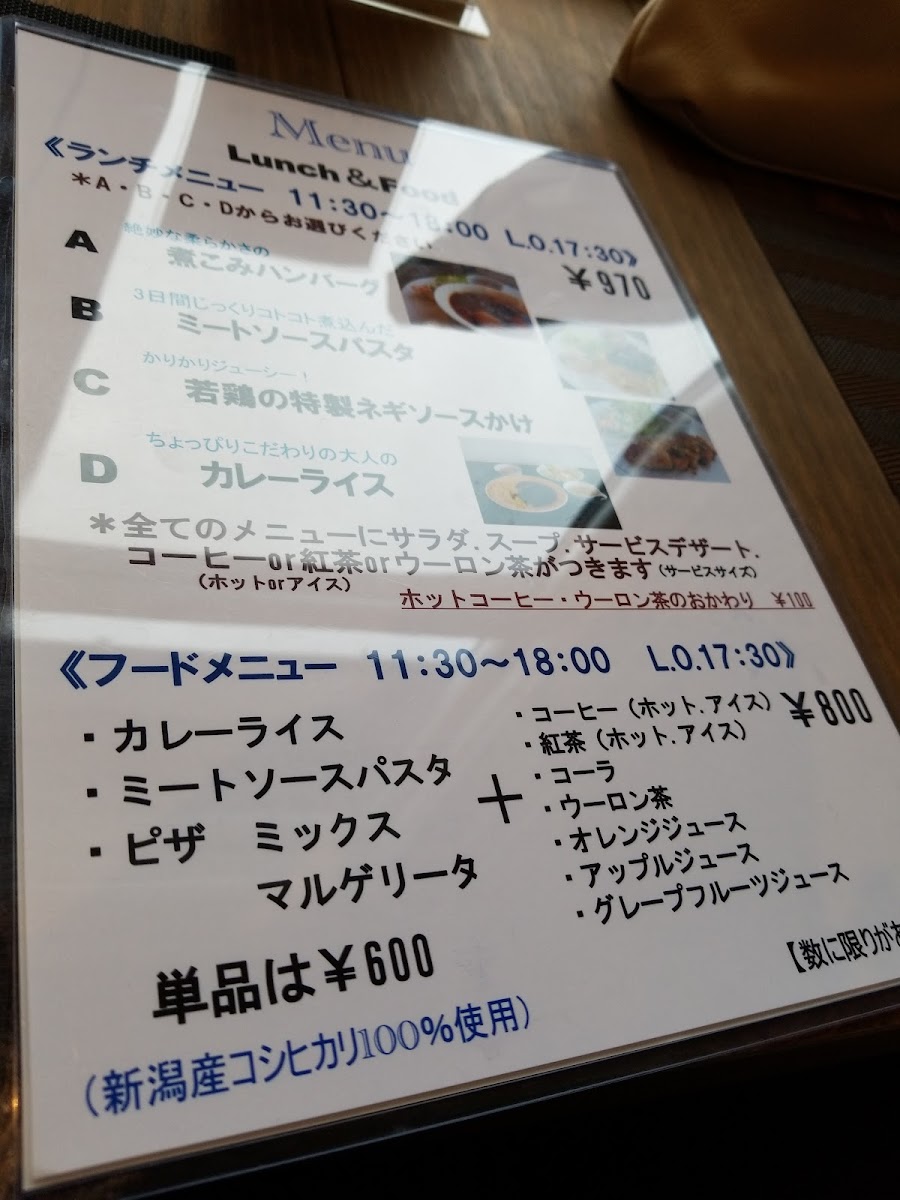 Menu
Lunch&Food
《ランチメニュー 11:30～18:00 L.O.17:30》
＊A・B・C・Dからお選びください
¥970
A 絶妙な柔らかさの
煮こみハンバーグ
B 3日間じっくりコトコト煮込んだ
ミートソースパスタ
C かりかりジューシー！
若鶏の特製ネギソースかけ
D ちょっぴりこだわりの大人の
カレーライス
＊全てのメニューにサラダ.スープ.サービスデザート.
コーヒーor紅茶orウーロン茶がつきます(サービスサイズ)
(ホットorアイス)
ホットコーヒー・ウーロン茶のおかわり ¥100
《フードメニュー 11:30～18:00 L.O.17:30》
¥800
・カレーライス
・ミートソースパスタ
・ピザ ミックス
マルゲリータ
＋
・コーヒー(ホット.アイス)
・紅茶(ホット.アイス)
・コーラ
・ウーロン茶
・オレンジジュース
・アップルジュース
・グレープフルーツジュース
単品は¥600
【数に限りがあ
(新潟産コシヒカリ100%使用)